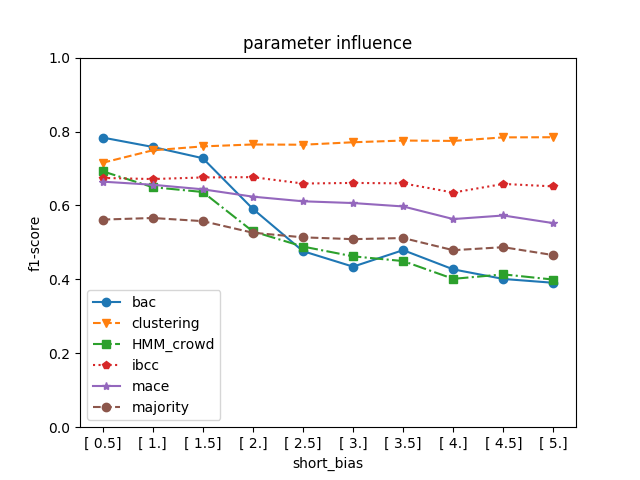 parameter influence
1.0
0.8
0.6
0.4
0.2
0.0
f1-score
bac
clustering
HMM_crowd
ibcc
mace
majority
[ 0.5] [ 1.] [ 1.5] [ 2.] [ 2.5] [ 3.] [ 3.5] [ 4.] [ 4.5] [ 5.]
short_bias